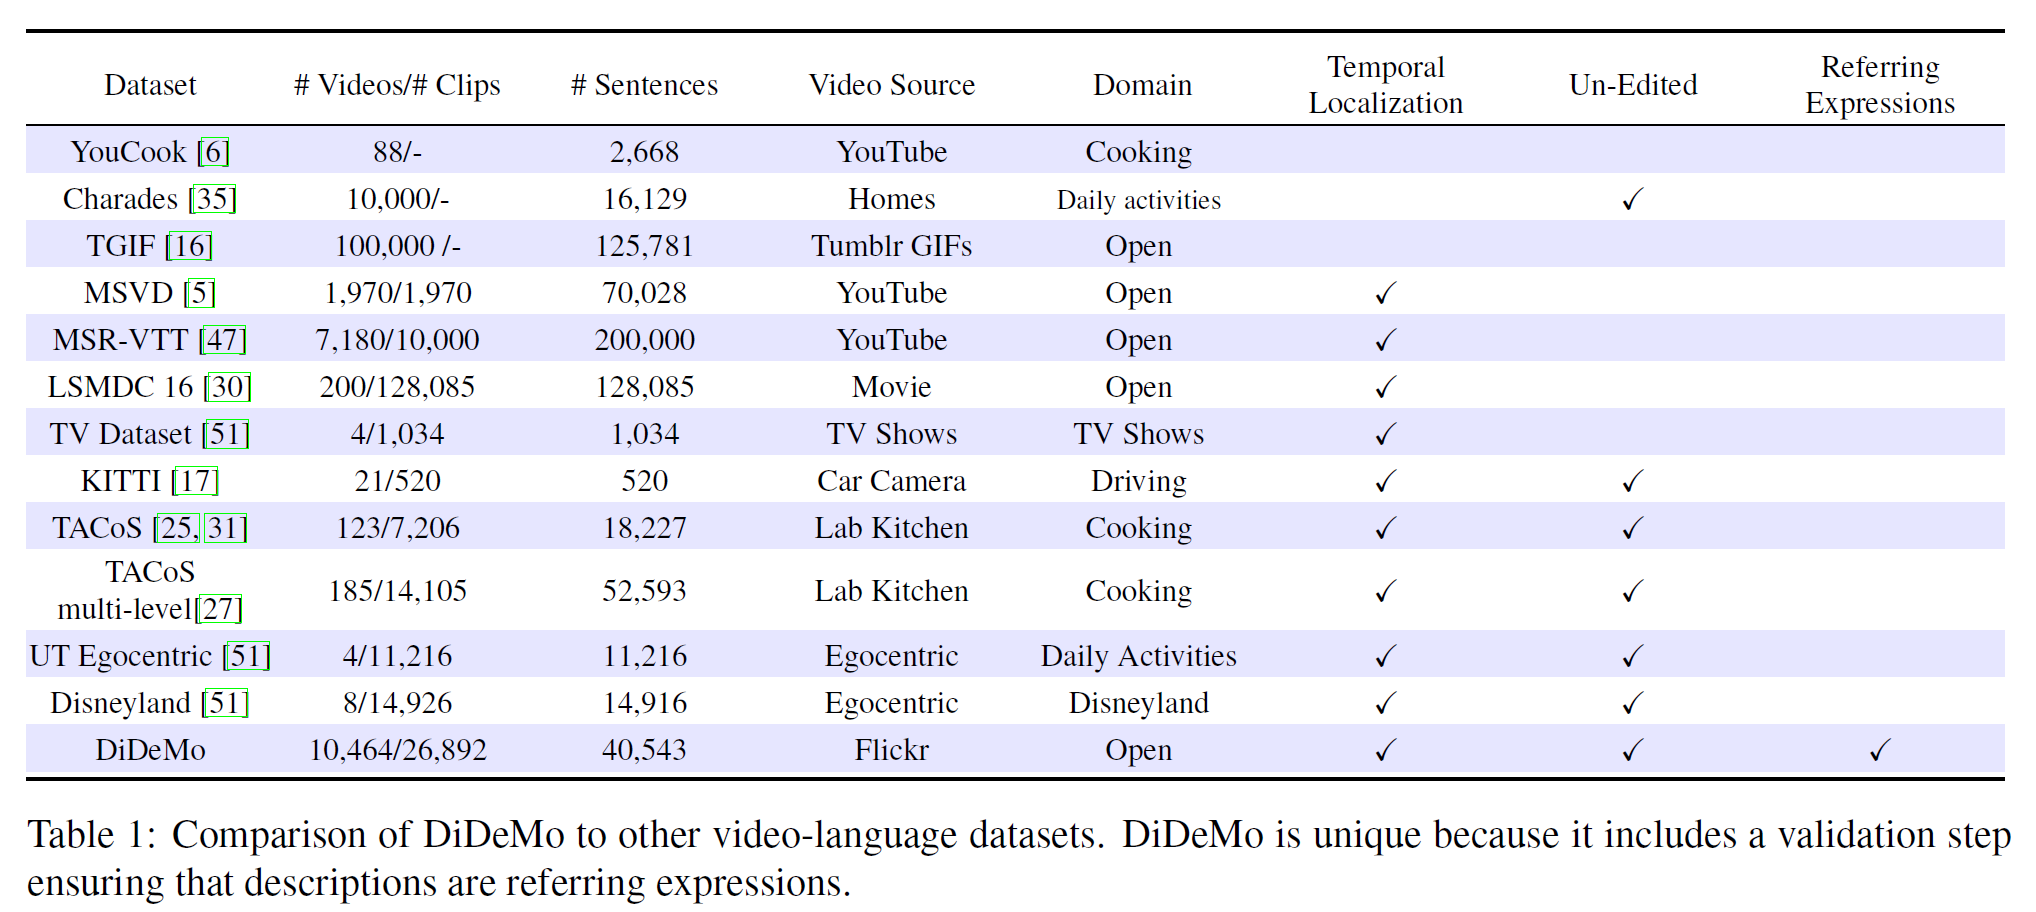 Dataset # Videos/# Clips # Sentences Video Source Domain Temporal Localization Un-Edited Referring Expressions
YouCook [6] 88/- 2,668 YouTube Cooking
Charades [35] 10,000/- 16,129 Homes Daily activities ✓
TGIF [16] 100,000 /- 125,781 Tumblr GIFs Open
MSVD [5] 1,970/1,970 70,028 YouTube Open ✓
MSR-VTT [47] 7,180/10,000 200,000 YouTube Open ✓
LSMDC 16 [30] 200/128,085 128,085 Movie Open ✓
TV Dataset [51] 4/1,034 1,034 TV Shows TV Shows ✓
KITTI [17] 21/520 520 Car Camera Driving ✓ ✓
TACoS [25, 31] 123/7,206 18,227 Lab Kitchen Cooking ✓ ✓
TACoS multi-level[27] 185/14,105 52,593 Lab Kitchen Cooking ✓ ✓
UT Egocentric [51] 4/11,216 11,216 Egocentric Daily Activities ✓ ✓
Disneyland [51] 8/14,926 14,916 Egocentric Disneyland ✓ ✓
DiDeMo 10,464/26,892 40,543 Flickr Open ✓ ✓ ✓
Table 1: Comparison of DiDeMo to other video-language datasets. DiDeMo is unique because it includes a validation step
ensuring that descriptions are referring expressions.